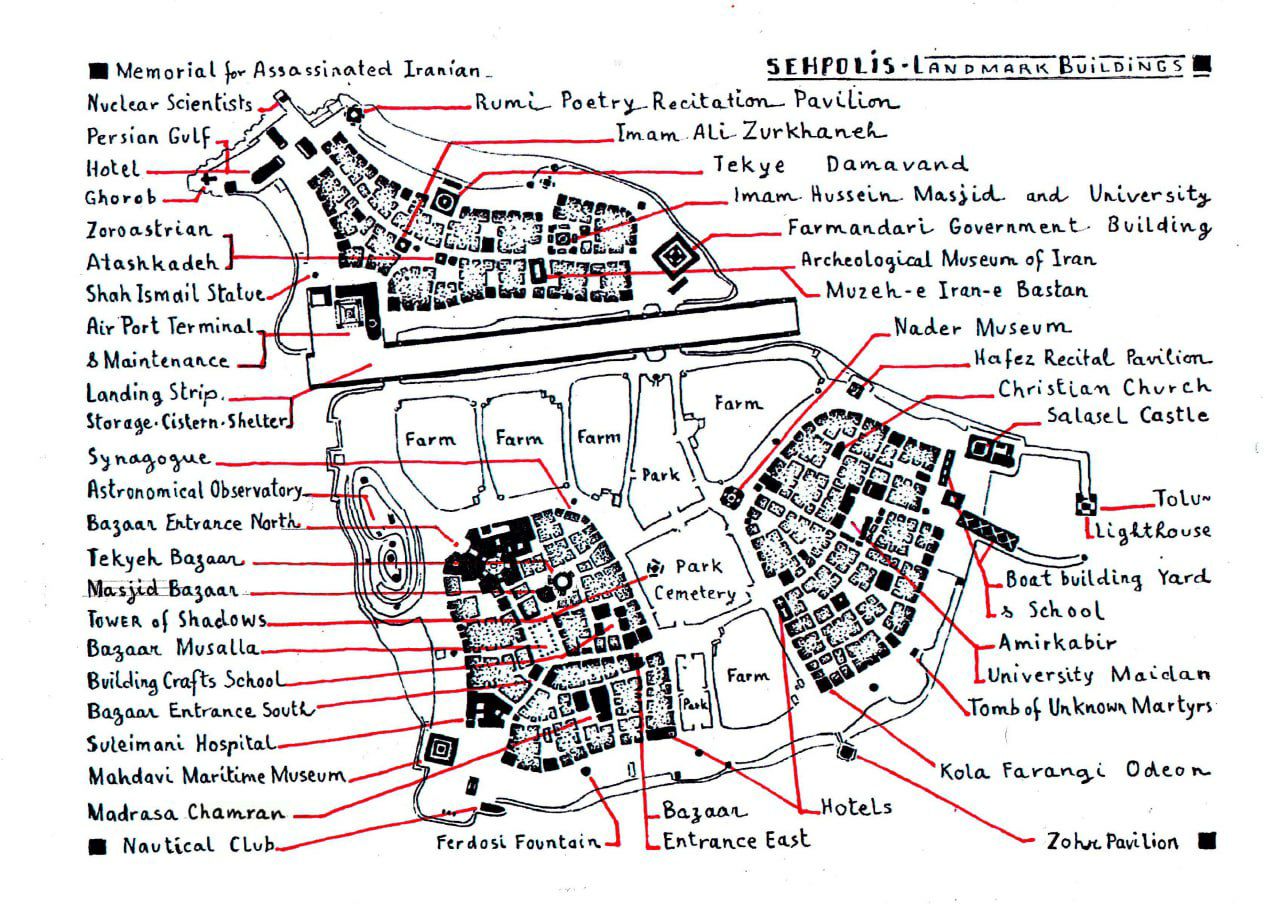 SEHPOLIS - LANDMARK BUILDINGS
Memorial for Assassinated Iranian
Nuclear Scientists
Persian Gulf
Hotel
Ghorob
Zoroastrian
Atashkadeh
Shah Ismail Statue
Air Port Terminal
& Maintenance
Landing Strip.
Storage. Cistern. Shelter
Synagogue
Astronomical Observatory
Bazaar Entrance North
Tekyeh Bazaar
Masjid Bazaar
Tower of Shadows
Bazaar Musalla
Building Crafts School
Bazaar Entrance South
Suleimani Hospital
Mahdavi Maritime Museum
Madrasa Chamran
Nautical Club
Rumi Poetry Recitation Pavilion
Imam Ali Zurkhaneh
Tekye Damavand
Imam Hussein Masjid and University
Farmandari Government Building
Archeological Museum of Iran
Muzeh-e Iran-e Bastan
Nader Museum
Hafez Recital Pavilion
Christian Church
Salasel Castle
Tolu
Lighthouse
Boat building Yard
& School
Amirkabir
University Maidan
Tomb of Unknown Martyrs
Kola Farangi Odeon
Zohr Pavilion
Hotels
Bazaar
Entrance East
Ferdosi Fountain
Farm
Farm
Farm
Farm
Park
Park
Cemetery
Farm
Park